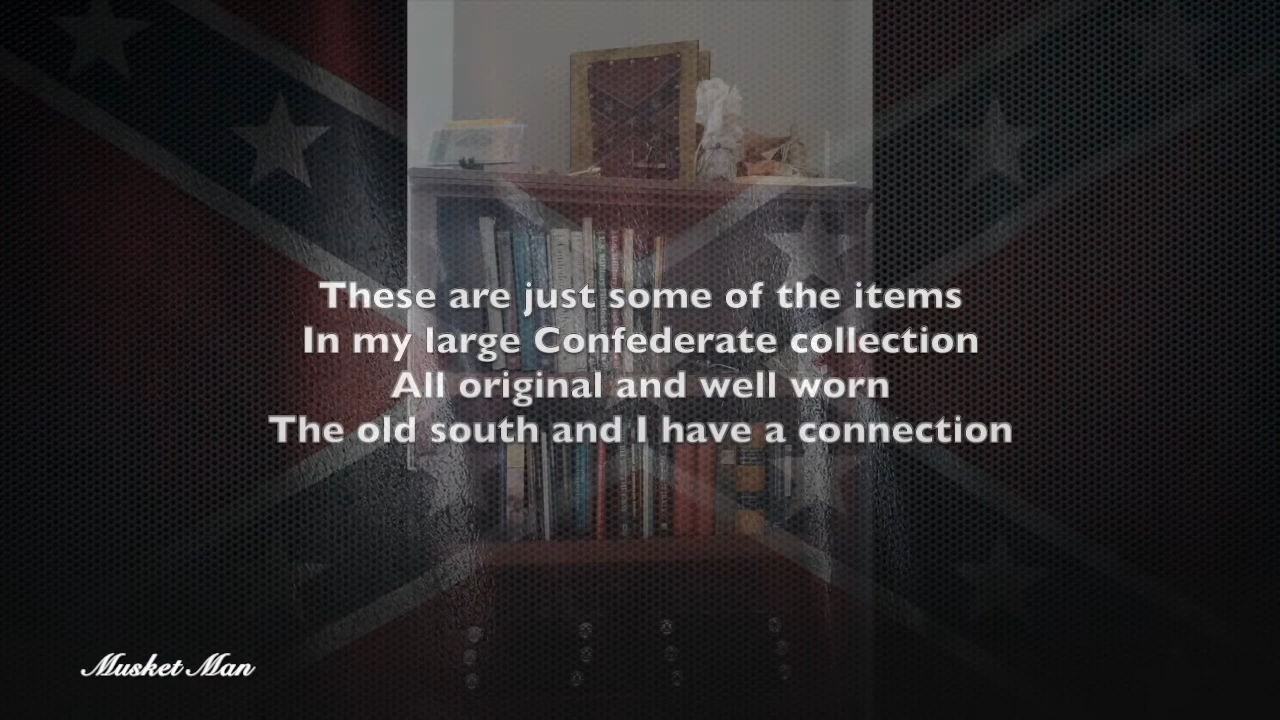 These are just some of the items
In my large Confederate collection
All original and well worn
The old south and I have a connection
Musket Man